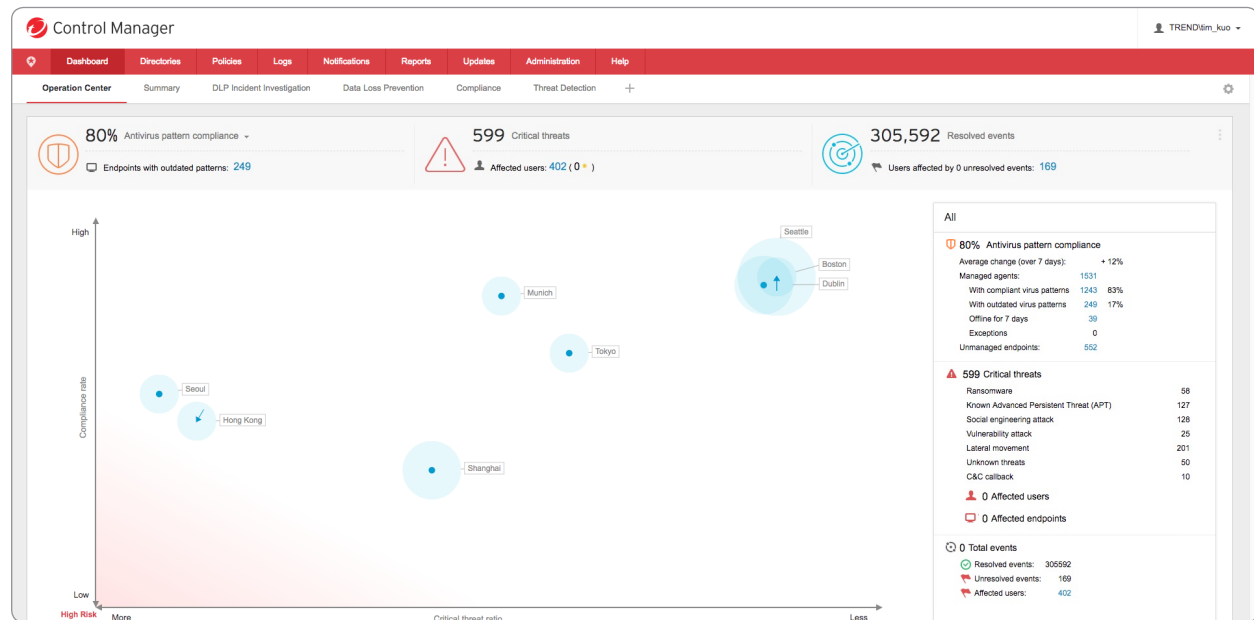 Control Manager
TREND\tim_kuo
Dashboard Directories Policies Logs Notifications Reports Updates Administration Help
Operation Center Summary DLP Incident Investigation Data Loss Prevention Compliance Threat Detection +
80% Antivirus pattern compliance
Endpoints with outdated patterns: 249
599 Critical threats
Affected users: 402 ( 0 )
305,592 Resolved events
Users affected by 0 unresolved events: 169
High
Seattle
Boston
Dublin
Munich
Tokyo
Seoul
Hong Kong
Shanghai
Compliance rate
Low
High Risk
More
Critical threat ratio
Less
All
80% Antivirus pattern compliance
Average change (over 7 days): + 12%
Managed agents: 1531
With compliant virus patterns 1243 83%
With outdated virus patterns 249 17%
Offline for 7 days 39
Exceptions 0
Unmanaged endpoints: 552
599 Critical threats
Ransomware 58
Known Advanced Persistent Threat (APT) 127
Social engineering attack 128
Vulnerability attack 25
Lateral movement 201
Unknown threats 50
C&C callback 10
0 Affected users
0 Affected endpoints
0 Total events
Resolved events: 305592
Unresolved events: 169
Affected users: 402